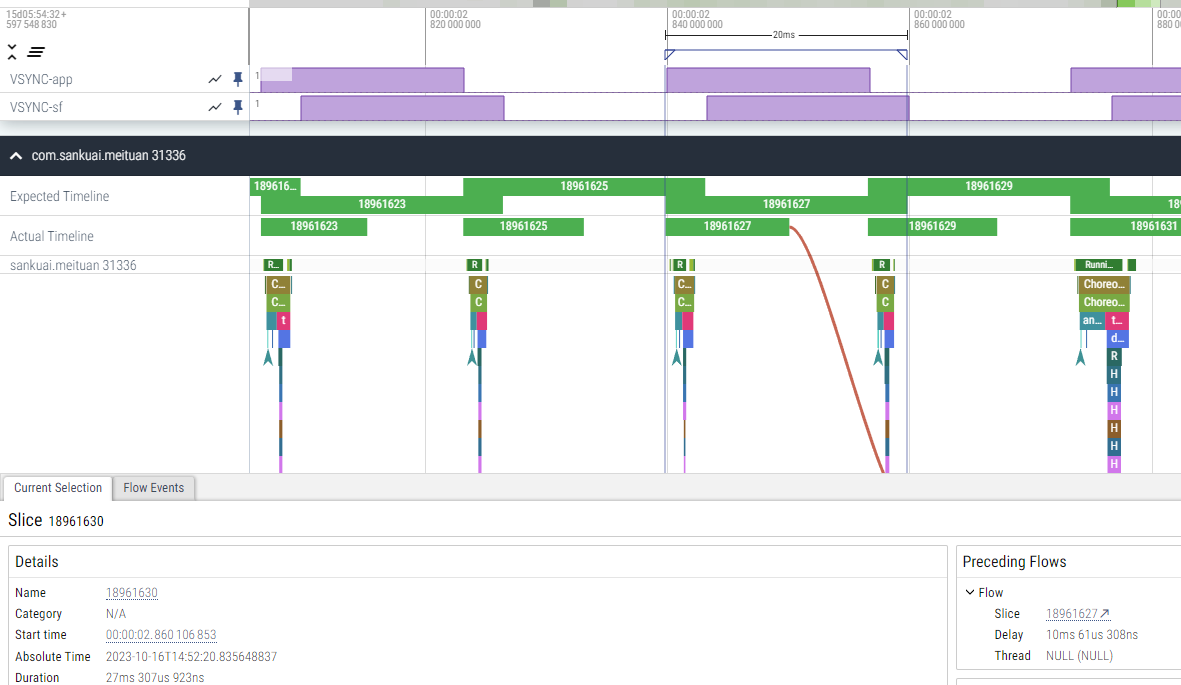 15d05:54:32+
597 548 830
00:00:02
820 000 000
00:00:02
840 000 000
00:00:02
860 000 000
00:00
880 0
20ms
VSYNC-app
1
VSYNC-sf
1
com.sankuai.meituan 31336
Expected Timeline
189616... 18961625 18961629
18961623 18961627 189
Actual Timeline
18961623 18961625 18961627 18961629 18961631
sankuai.meituan 31336
R... R R R Runni...
C... C C... C Choreo...
C... C C... C Choreo...
t an... t...
d...
R
H
H
H
H
H
H
Current Selection Flow Events
Slice 18961630
Details
Name 18961630
Category N/A
Start time 00:00:02.860 106 853
Absolute Time 2023-10-16T14:52:20.835648837
Duration 27ms 307us 923ns
Preceding Flows
Flow
Slice 18961627
Delay 10ms 61us 308ns
Thread NULL (NULL)